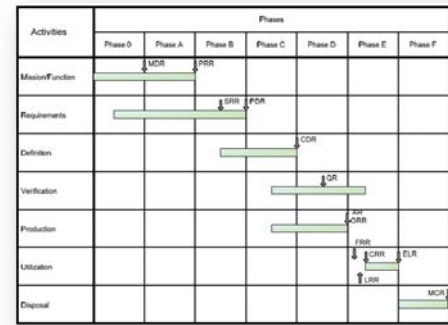 Activities
Phases
Phase 0 Phase A Phase B Phase C Phase D Phase E Phase F
Mission/Function
MDR PRR
Requirements
SRR PDR
Definition
CDR
Verification
QR
Production
AR
ORR
FRR
Utilization
CRR ELR
LRR
Disposal
MCR